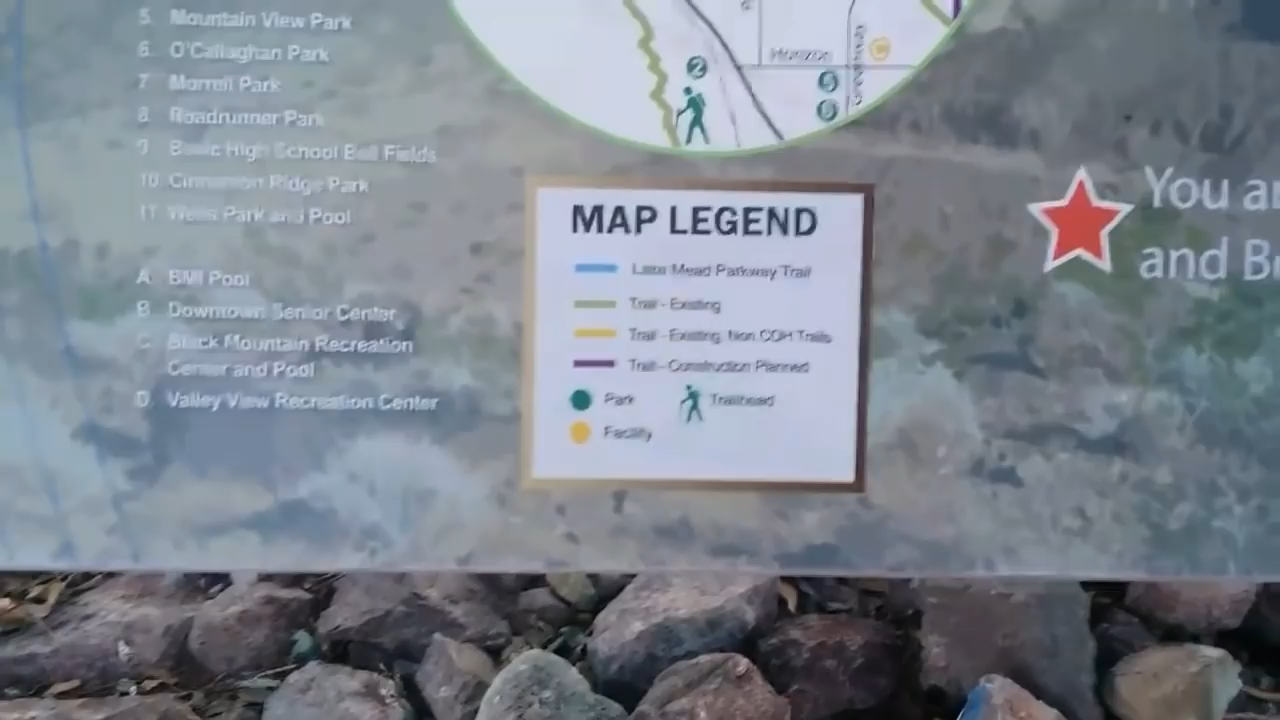 5. Mountain View Park
6. O'Callaghan Park
7. Morrell Park
8. Roadrunner Park
9. Basic High School Ball Fields
10. Cinnamon Ridge Park
11. Wells Park and Pool
A. BMI Pool
B. Downtown Senior Center
C. Black Mountain Recreation
Center and Pool
D. Valley View Recreation Center
2
Horizon
5
6
C
MAP LEGEND
Lake Mead Parkway Trail
Trail - Existing
Trail - Existing, Non COH Trails
Trail - Construction Planned
Park
Trailhead
Facility
You ar
and B